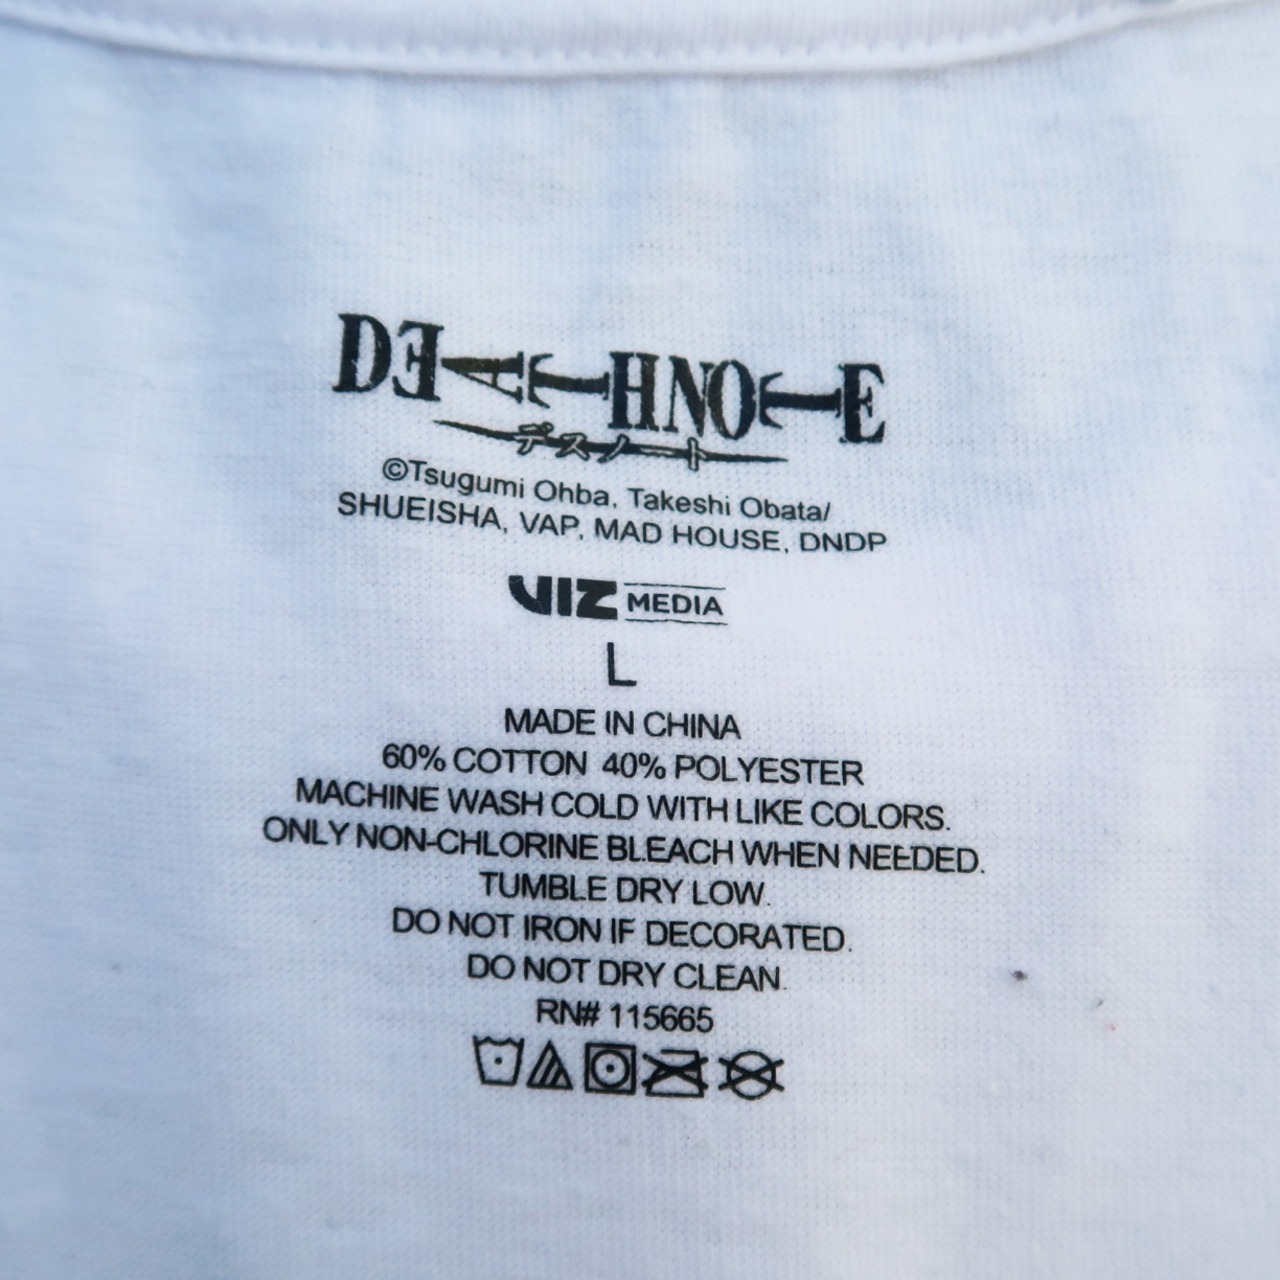 DEATH NOTE
デスノート
©Tsugumi Ohba, Takeshi Obata/
SHUEISHA, VAP, MAD HOUSE, DNDP
VIZ MEDIA
L
MADE IN CHINA
60% COTTON 40% POLYESTER
MACHINE WASH COLD WITH LIKE COLORS.
ONLY NON-CHLORINE BLEACH WHEN NEEDED.
TUMBLE DRY LOW.
DO NOT IRON IF DECORATED.
DO NOT DRY CLEAN.
RN# 115665